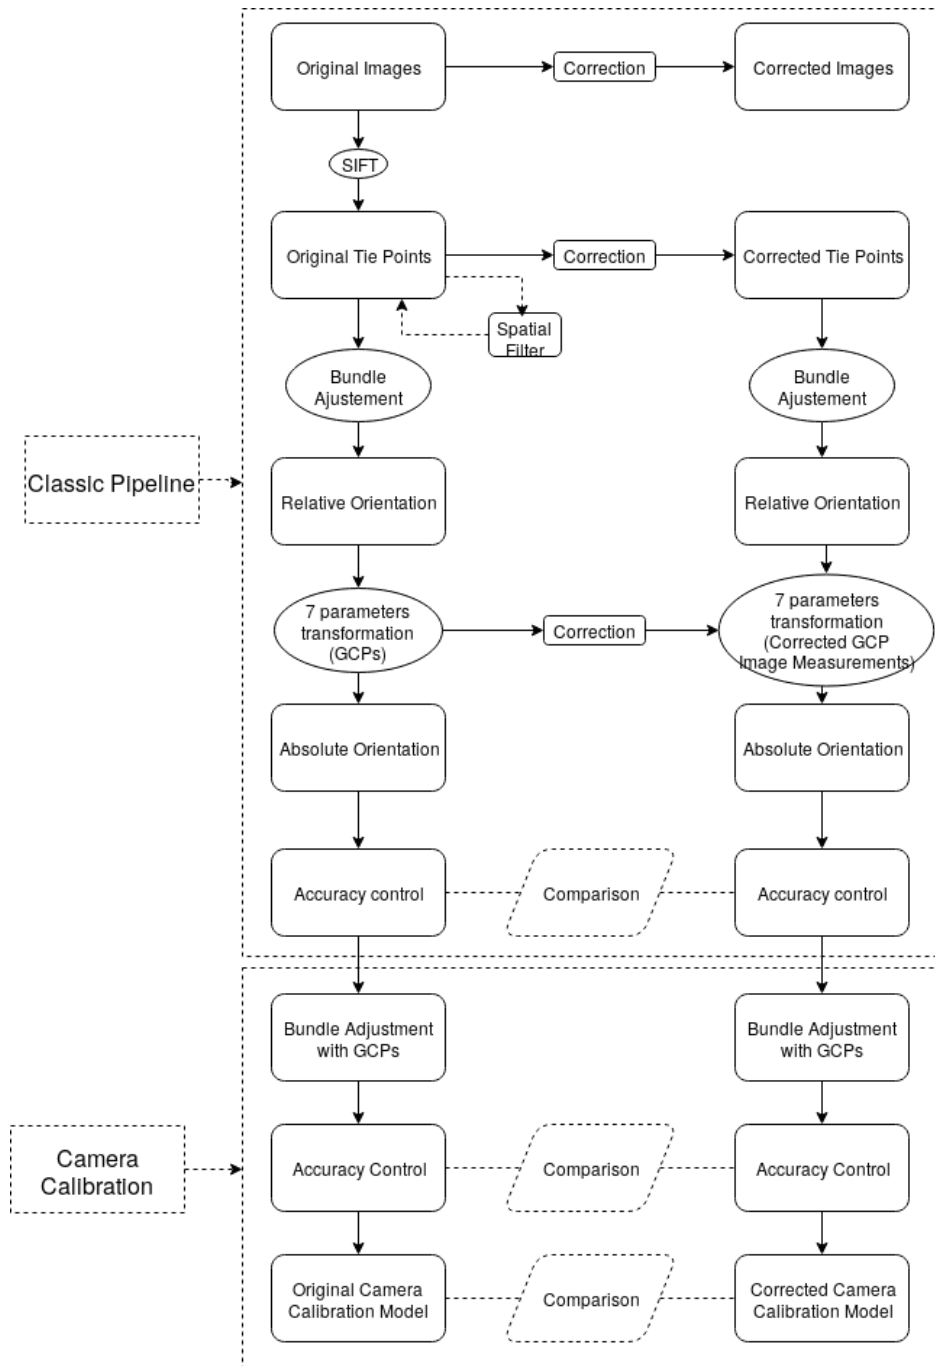 Original Images
Correction
Corrected Images
SIFT
Original Tie Points
Correction
Corrected Tie Points
Spatial
Filter
Bundle
Ajustement
Bundle
Ajustement
Classic Pipeline
Relative Orientation
Relative Orientation
7 parameters
transformation
(GCPs)
Correction
7 parameters
transformation
(Corrected GCP
Image Measurements)
Absolute Orientation
Absolute Orientation
Accuracy control
Comparison
Accuracy control
Bundle Adjustment
with GCPs
Bundle Adjustment
with GCPs
Camera
Calibration
Accuracy Control
Comparison
Accuracy Control
Original Camera
Calibration Model
Comparison
Corrected Camera
Calibration Model